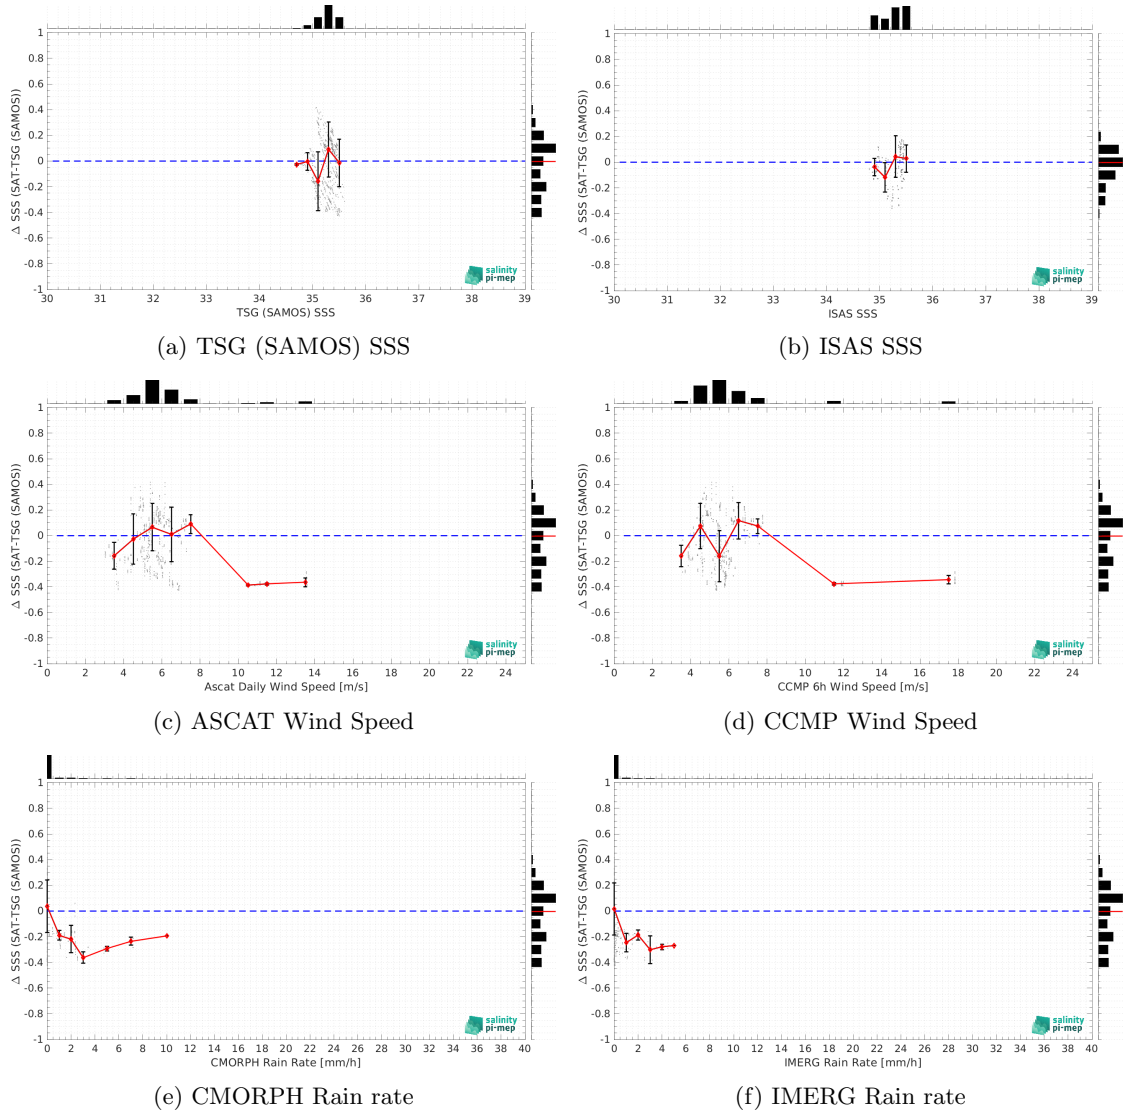 1
0.8
0.6
0.4
0.2
0
-0.2
-0.4
-0.6
-0.8
-1
Δ SSS (SAT-TSG (SAMOS))
salinity
pi-mep
30 31 32 33 34 35 36 37 38 39
TSG (SAMOS) SSS
(a) TSG (SAMOS) SSS
1
0.8
0.6
0.4
0.2
0
-0.2
-0.4
-0.6
-0.8
-1
Δ SSS (SAT-TSG (SAMOS))
salinity
pi-mep
30 31 32 33 34 35 36 37 38 39
ISAS SSS
(b) ISAS SSS
1
0.8
0.6
0.4
0.2
0
-0.2
-0.4
-0.6
-0.8
-1
Δ SSS (SAT-TSG (SAMOS))
salinity
pi-mep
0 2 4 6 8 10 12 14 16 18 20 22 24
Ascat Daily Wind Speed [m/s]
(c) ASCAT Wind Speed
1
0.8
0.6
0.4
0.2
0
-0.2
-0.4
-0.6
-0.8
-1
Δ SSS (SAT-TSG (SAMOS))
salinity
pi-mep
0 2 4 6 8 10 12 14 16 18 20 22 24
CCMP 6h Wind Speed [m/s]
(d) CCMP Wind Speed
1
0.8
0.6
0.4
0.2
0
-0.2
-0.4
-0.6
-0.8
-1
Δ SSS (SAT-TSG (SAMOS))
salinity
pi-mep
0 2 4 6 8 10 12 14 16 18 20 22 24 26 28 30 32 34 36 38 40
CMORPH Rain Rate [mm/h]
(e) CMORPH Rain rate
1
0.8
0.6
0.4
0.2
0
-0.2
-0.4
-0.6
-0.8
-1
Δ SSS (SAT-TSG (SAMOS))
salinity
pi-mep
0 2 4 6 8 10 12 14 16 18 20 22 24 26 28 30 32 34 36 38 40
IMERG Rain Rate [mm/h]
(f) IMERG Rain rate